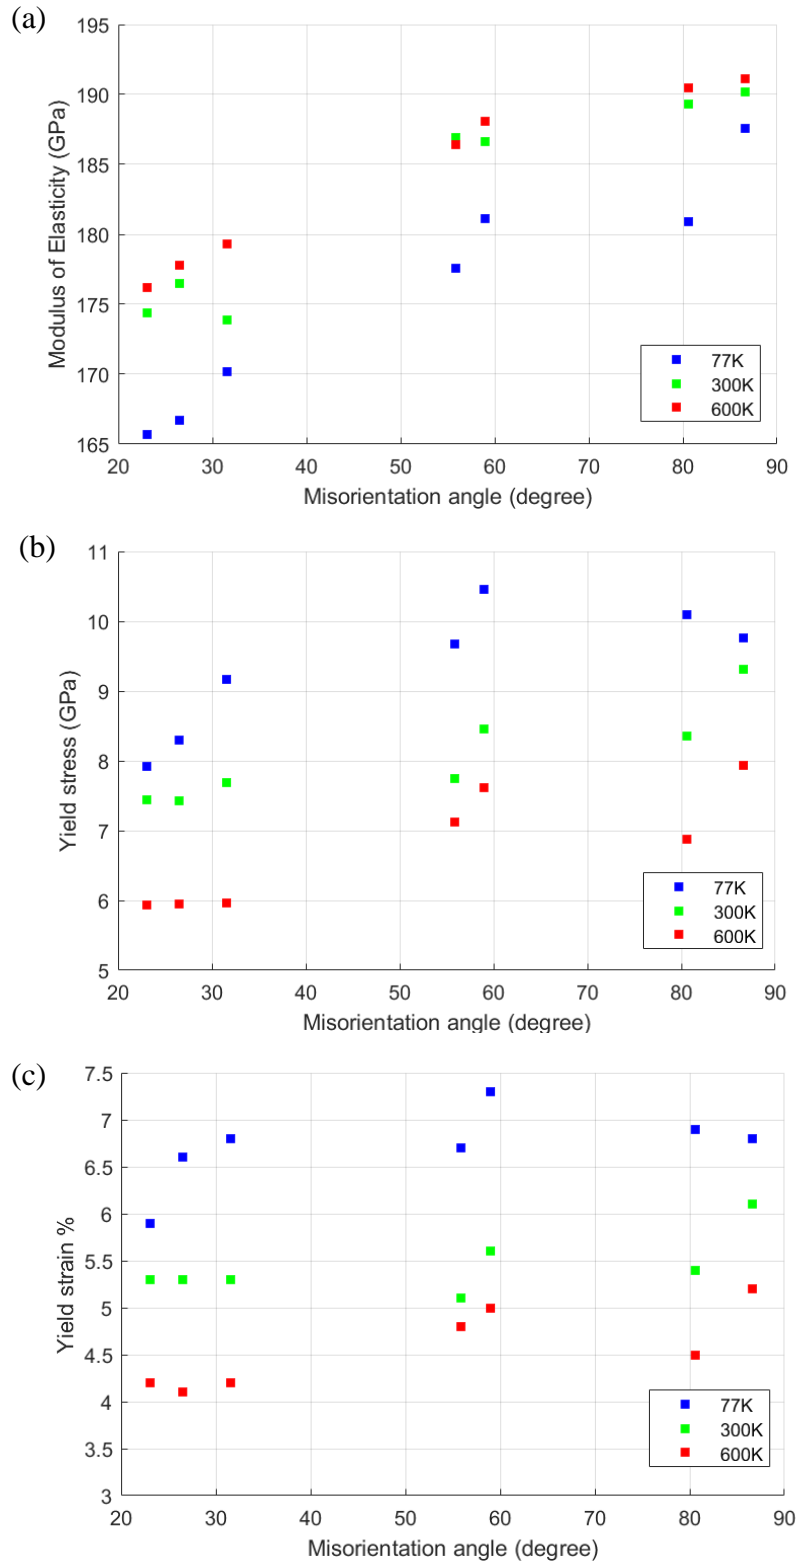 (a)
195
190
185
180
175
170
165
Modulus of Elasticity (GPa)
77K
300K
600K
20 30 40 50 60 70 80 90
Misorientation angle (degree)
(b)
11
10
9
8
7
6
5
Yield stress (GPa)
77K
300K
600K
20 30 40 50 60 70 80 90
Misorientation angle (degree)
(c)
7.5
7
6.5
6
5.5
5
4.5
4
3.5
3
Yield strain %
77K
300K
600K
20 30 40 50 60 70 80 90
Misorientation angle (degree)